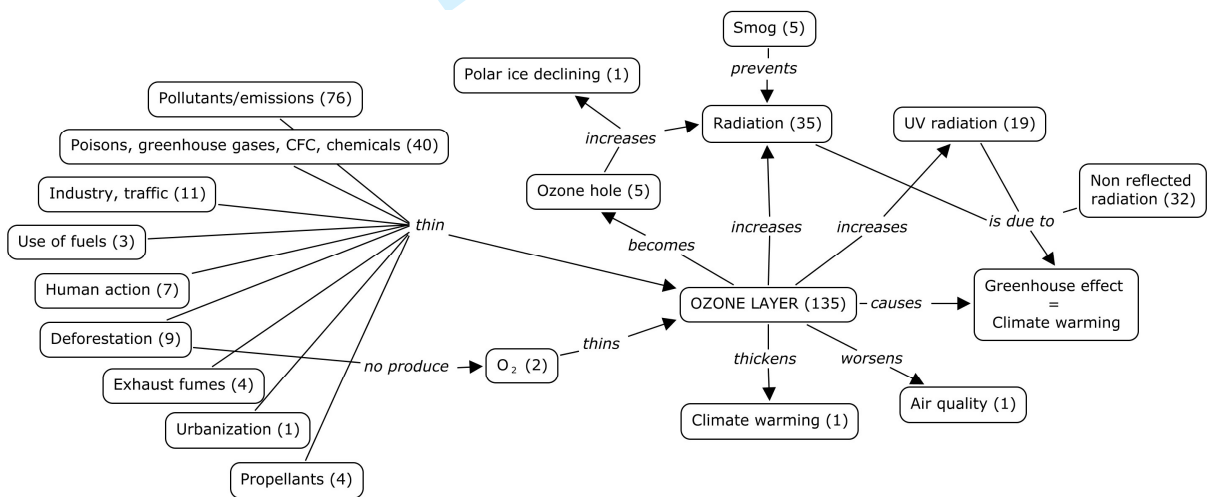 Smog (5)
prevents
Polar ice declining (1)
Pollutants/emissions (76)
Radiation (35)
UV radiation (19)
increases
Poisons, greenhouse gases, CFC, chemicals (40)
Non reflected
radiation (32)
Industry, traffic (11)
Ozone hole (5)
thin
increases
increases
is due to
Use of fuels (3)
becomes
Human action (7)
OZONE LAYER (135)
causes
Greenhouse effect
=
Climate warming
Deforestation (9)
thins
no produce
O₂ (2)
thickens
worsens
Exhaust fumes (4)
Air quality (1)
Urbanization (1)
Climate warming (1)
Propellants (4)